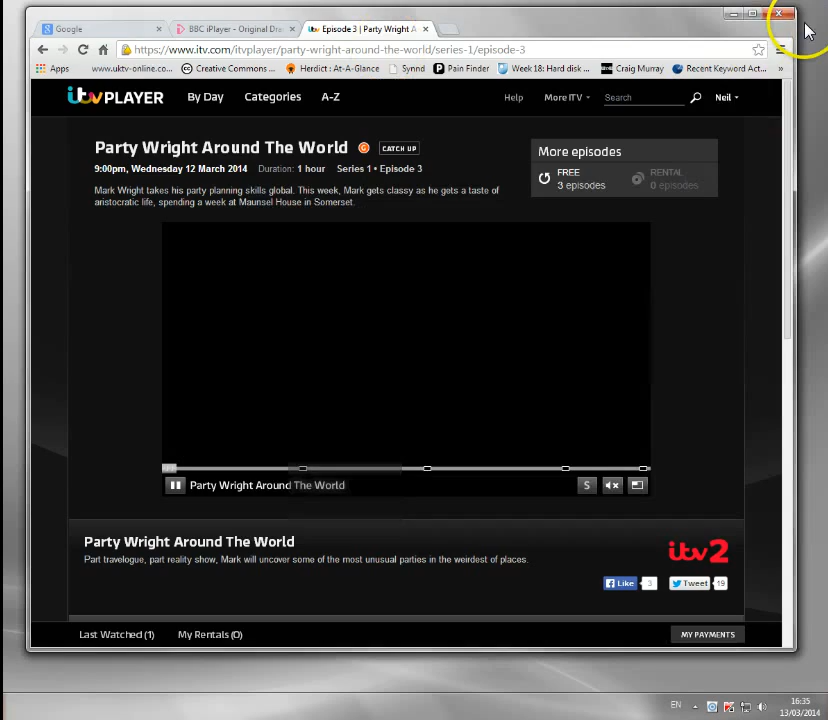 Google
BBC iPlayer - Original Dra
Episode 3 | Party Wright A
https://www.itv.com/itvplayer/party-wright-around-the-world/series-1/episode-3
Apps www.uktv-online.co... Creative Commons ... Herdict : At-A-Glance Synnd Pain Finder Week 18: Hard disk ... Craig Murray Recent Keyword Act... »
itv PLAYER By Day Categories A-Z Help More ITV Search Neil
Party Wright Around The World G CATCH UP
9:00pm, Wednesday 12 March 2014 Duration: 1 hour Series 1 • Episode 3
Mark Wright takes his party planning skills global. This week, Mark gets classy as he gets a taste of
aristocratic life, spending a week at Maunsel House in Somerset.
More episodes
FREE
3 episodes
RENTAL
0 episodes
Party Wright Around The World S
Party Wright Around The World
Part travelogue, part reality show, Mark will uncover some of the most unusual parties in the weirdest of places.
itv2
Like 3 Tweet 19
Last Watched (1) My Rentals (0) MY PAYMENTS
EN 16:35
13/03/2014